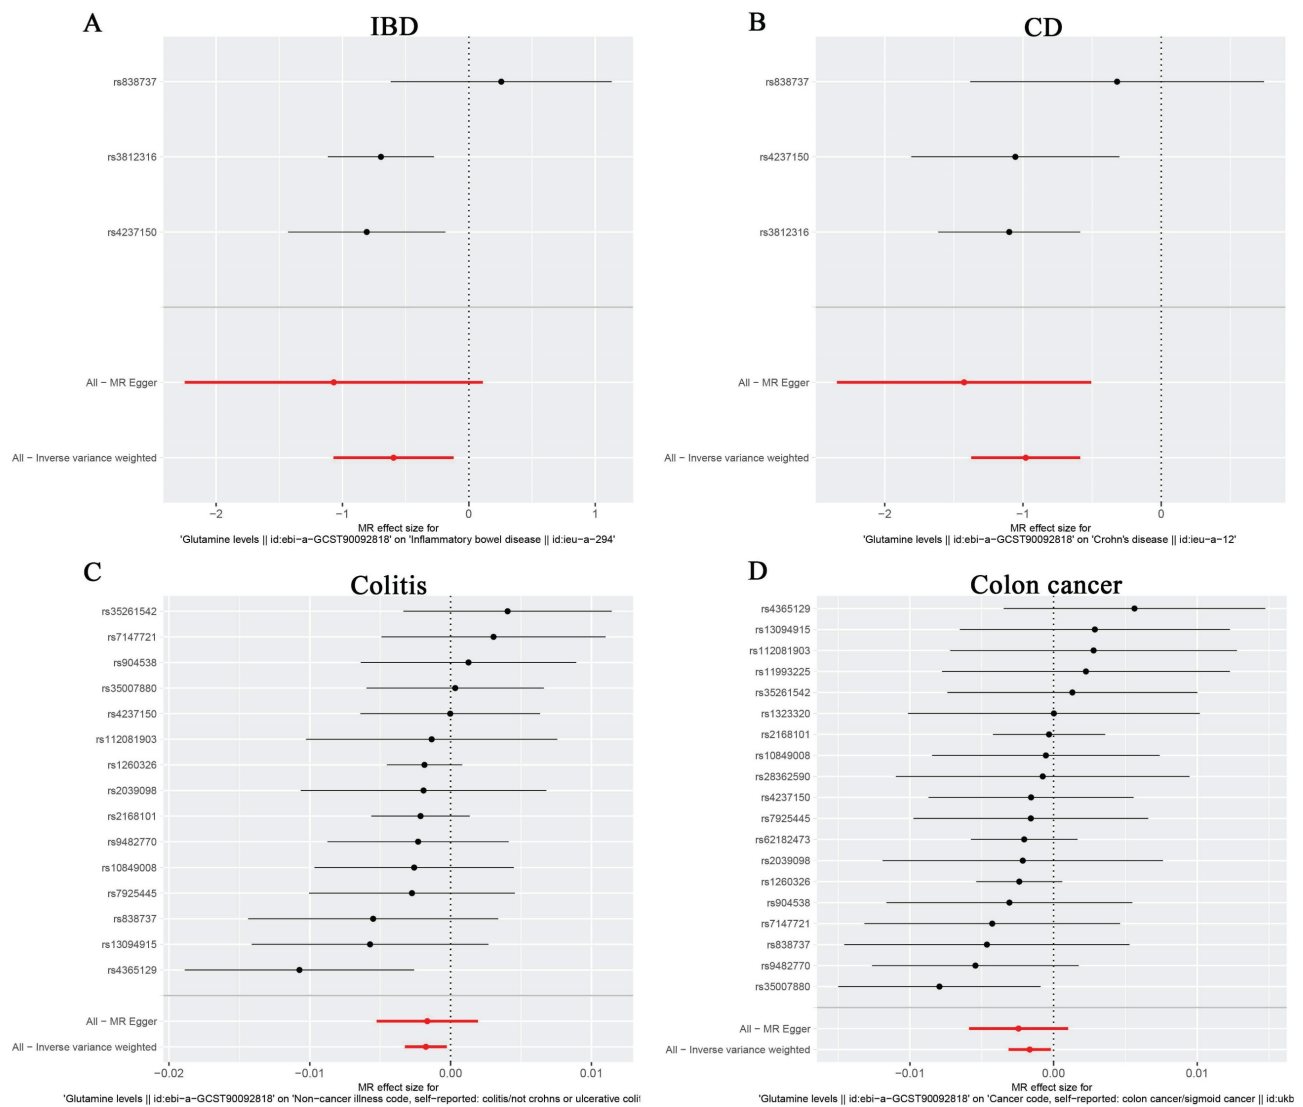 A
IBD
rs838737
rs3812316
rs4237150
All − MR Egger
All − Inverse variance weighted
−2
−1
0
1
MR effect size for
'Glutamine levels || id:ebi-a-GCST90092818' on 'Inflammatory bowel disease || id:ieu-a-294'
B
CD
rs838737
rs4237150
rs3812316
All − MR Egger
All − Inverse variance weighted
−2
−1
0
MR effect size for
'Glutamine levels || id:ebi-a-GCST90092818' on 'Crohn's disease || id:ieu-a-12'
C
Colitis
rs35261542
rs7147721
rs904538
rs35007880
rs4237150
rs112081903
rs1260326
rs2039098
rs2168101
rs9482770
rs10849008
rs7925445
rs838737
rs13094915
rs4365129
All − MR Egger
All − Inverse variance weighted
−0.02
−0.01
0.00
0.01
MR effect size for
'Glutamine levels || id:ebi-a-GCST90092818' on 'Non-cancer illness code, self-reported: colitis/not crohns or ulcerative coli
D
Colon cancer
rs4365129
rs13094915
rs112081903
rs11993225
rs35261542
rs1323320
rs2168101
rs10849008
rs28362590
rs4237150
rs7925445
rs62182473
rs2039098
rs1260326
rs904538
rs7147721
rs838737
rs9482770
rs35007880
All − MR Egger
All − Inverse variance weighted
−0.01
0.00
0.01
MR effect size for
'Glutamine levels || id:ebi-a-GCST90092818' on 'Cancer code, self-reported: colon cancer/sigmoid cancer || id:ukb